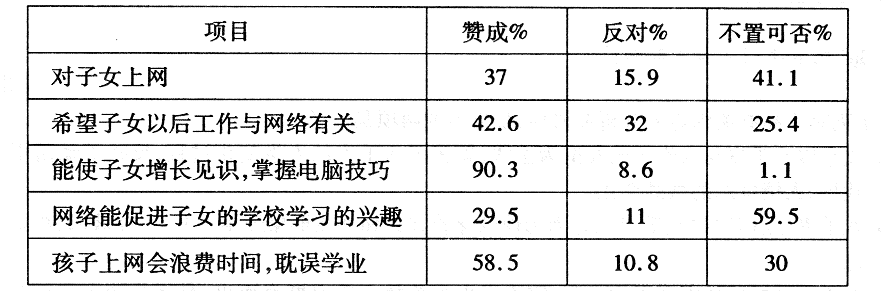 项目 赞成% 反对% 不置可否%
对子女上网 37 15.9 41.1
希望子女以后工作与网络有关 42.6 32 25.4
能使子女增长见识,掌握电脑技巧 90.3 8.6 1.1
网络能促进子女的学校学习的兴趣 29.5 11 59.5
孩子上网会浪费时间,耽误学业 58.5 10.8 30